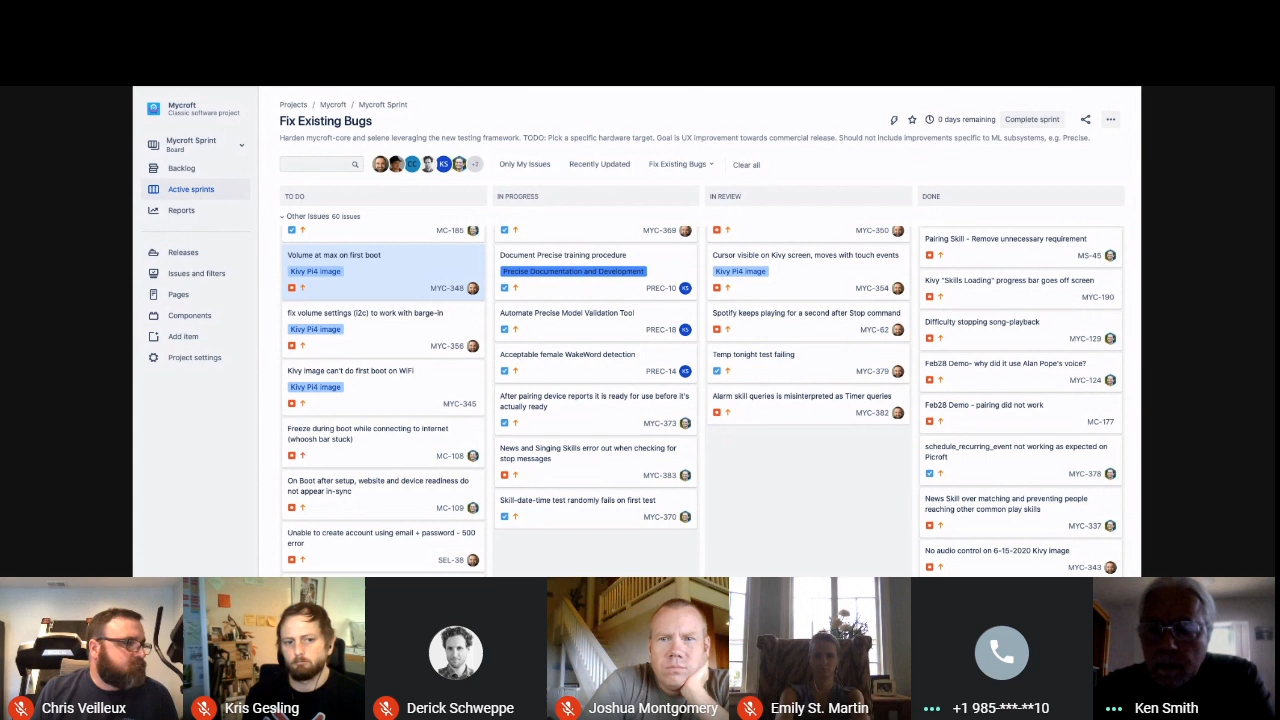 Mycroft
Classic software project
Mycroft Sprint
Board
Backlog
Active sprints
Reports
Releases
Issues and filters
Pages
Components
Add item
Project settings
Projects / Mycroft / Mycroft Sprint
Fix Existing Bugs
0 days remaining
Complete sprint
Harden mycroft-core and selene leveraging the new testing framework. TODO: Pick a specific hardware target. Goal is UX improvement towards commercial release. Should not include improvements specific to ML subsystems, e.g. Precise.
CC
KS
+2
Only My Issues
Recently Updated
Fix Existing Bugs
Clear all
TO DO
IN PROGRESS
IN REVIEW
DONE
Other Issues 60 issues
MC-185
Volume at max on first boot
Kivy Pi4 image
MYC-348
fix volume settings (i2c) to work with barge-in
Kivy Pi4 image
MYC-356
Kivy image can't do first boot on WiFi
Kivy Pi4 image
MYC-345
Freeze during boot while connecting to internet
(whoosh bar stuck)
MC-108
On Boot after setup, website and device readiness do
not appear in-sync
MC-109
Unable to create account using email + password - 500
error
SEL-38
MYC-369
Document Precise training procedure
Precise Documentation and Development
PREC-10
KS
Automate Precise Model Validation Tool
PREC-18
KS
Acceptable female WakeWord detection
PREC-14
KS
After pairing device reports it is ready for use before it's
actually ready
MYC-373
News and Singing Skills error out when checking for
stop messages
MYC-383
Skill-date-time test randomly fails on first test
MYC-370
MYC-350
Cursor visible on Kivy screen, moves with touch events
Kivy Pi4 image
MYC-354
Spotify keeps playing for a second after Stop command
MYC-62
Temp tonight test failing
MYC-379
Alarm skill queries is misinterpreted as Timer queries
MYC-382
Pairing Skill - Remove unnecessary requirement
MS-45
Kivy "Skills Loading" progress bar goes off screen
MYC-190
Difficulty stopping song-playback
MYC-129
Feb28 Demo- why did it use Alan Pope's voice?
MYC-124
Feb28 Demo - pairing did not work
MC-177
schedule_recurring_event not working as expected on
Picroft
MYC-378
News Skill over matching and preventing people
reaching other common play skills
MYC-337
No audio control on 6-15-2020 Kivy image
MYC-343
Chris Veilleux
Kris Gesling
Derick Schweppe
Joshua Montgomery
Emily St. Martin
+1 985-***-**10
Ken Smith